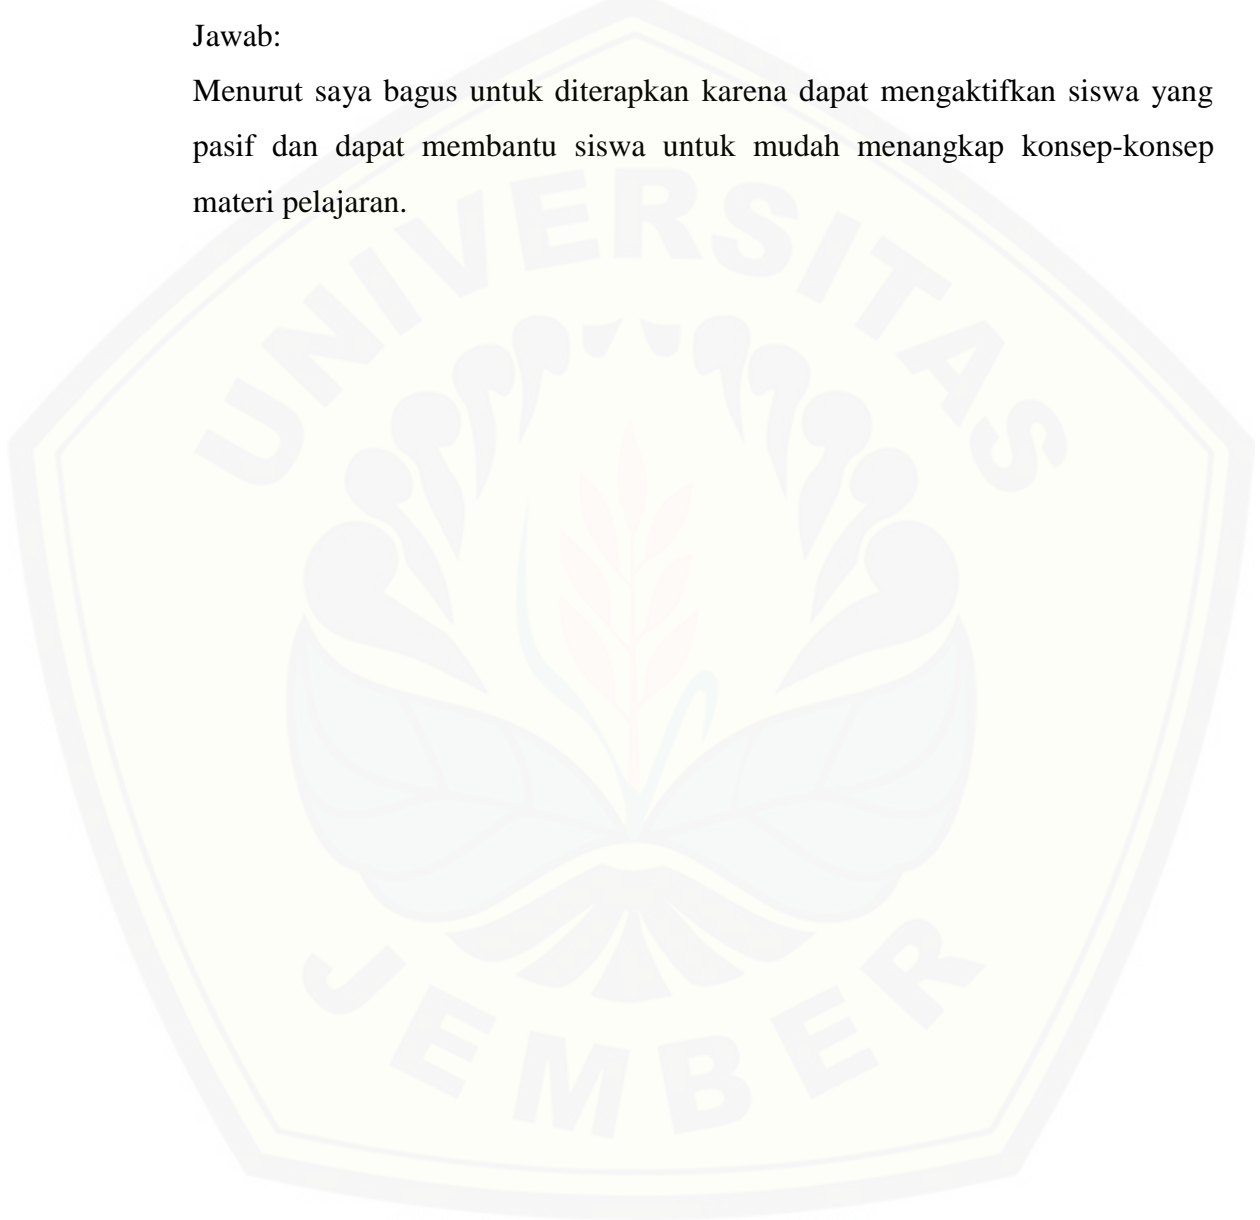 Jawab:
Menurut saya bagus untuk diterapkan karena dapat mengaktifkan siswa yang
pasif dan dapat membantu siswa untuk mudah menangkap konsep-konsep
materi pelajaran.
UNIVERSITAS
JEMBER